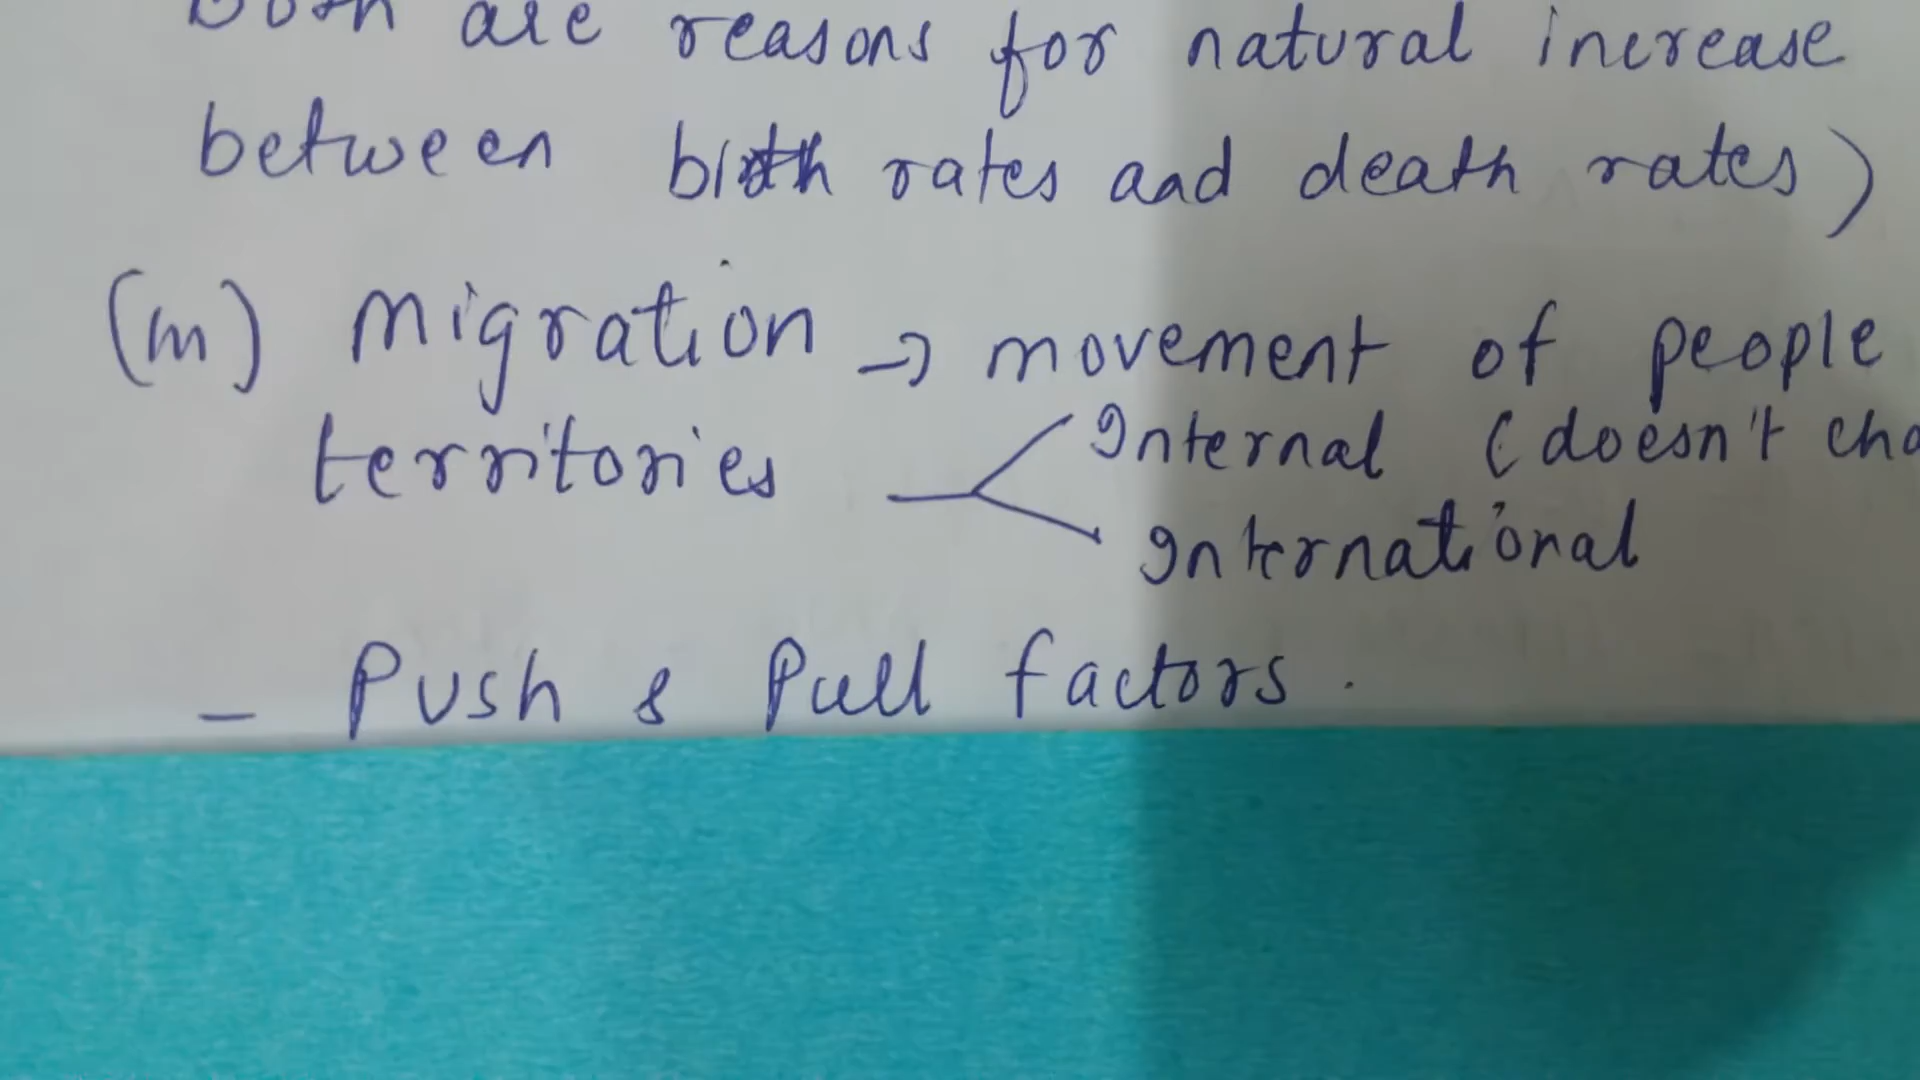 Both are reasons for natural increase
between birth rates and death rates)
(m) Migration → movement of people
territories Internal (doesn't
International
– Push & Pull factors.